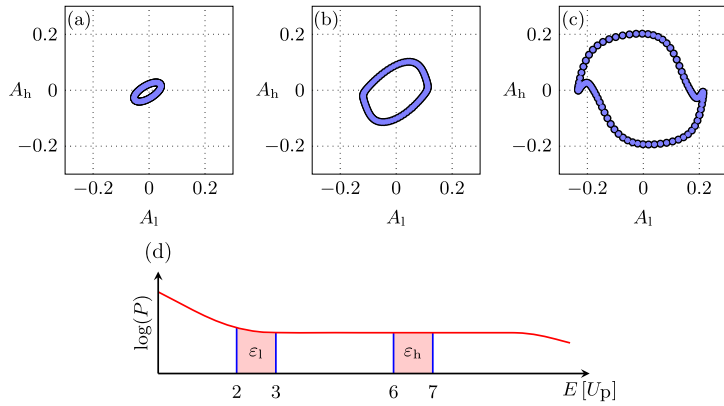 (a) (b) (c)
0.2 0.2 0.2
A_h 0 A_h 0 A_h 0
−0.2 −0.2 −0.2
−0.2 0 0.2 −0.2 0 0.2 −0.2 0 0.2
A_l A_l A_l
(d)
log(P)
ε_l ε_h
2 3 6 7 E [U_p]